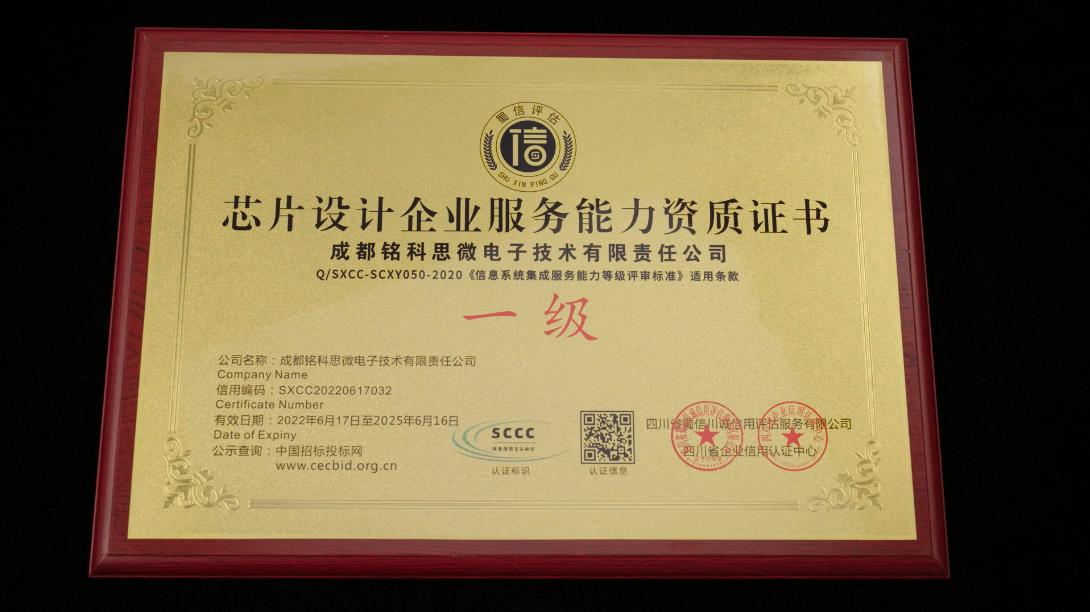 蜀信评估
信
SHU XIN PING GU
芯片设计企业服务能力资质证书
成都铭科思微电子技术有限责任公司
Q/SXCC-SCXY050-2020《信息系统集成服务能力等级评审标准》适用条款
一级
公司名称：成都铭科思微电子技术有限责任公司
Company Name
信用编码：SXCC20220617032
Certificate Number
有效日期：2022年6月17日至2025年6月16日
Date of Expiny
公示查询：中国招标投标网
www.cecbid.org.cn
SCCC
认证标识
认证信息
四川省蜀信川诚信用评估服务有限公司
四川省企业信用认证中心